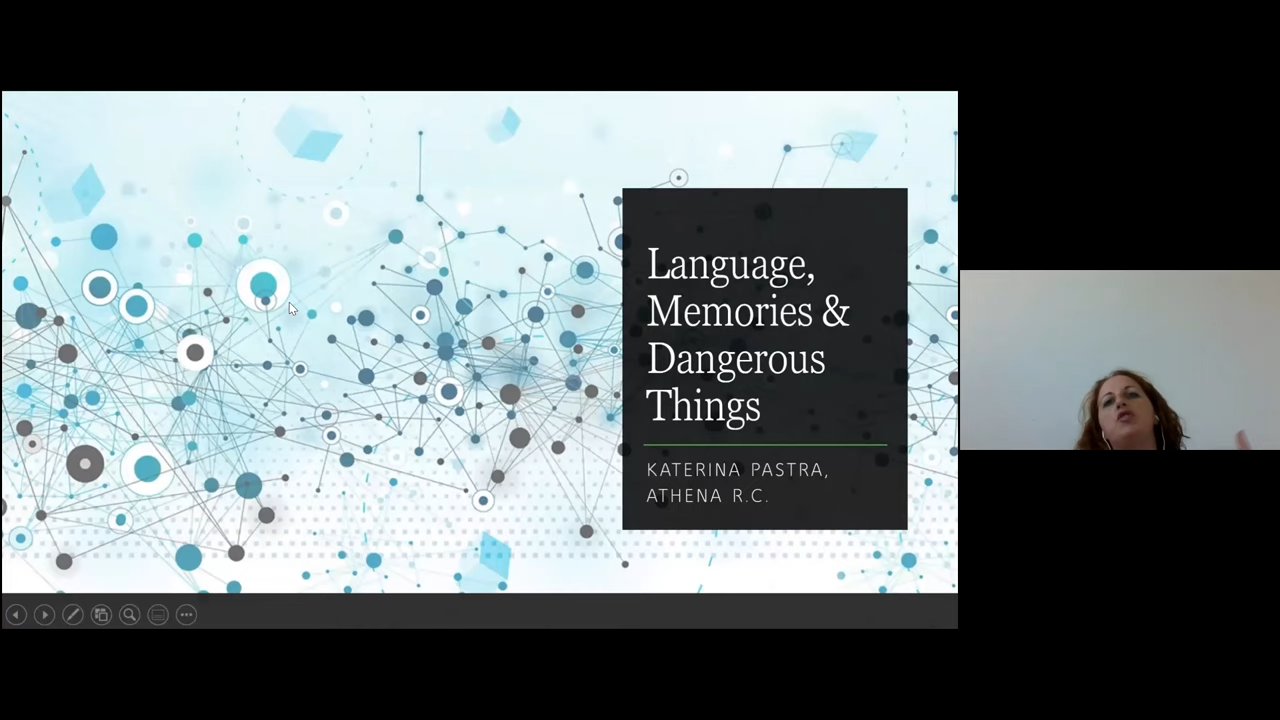 Language,
Memories &
Dangerous
Things
KATERINA PASTRA,
ATHENA R.C.